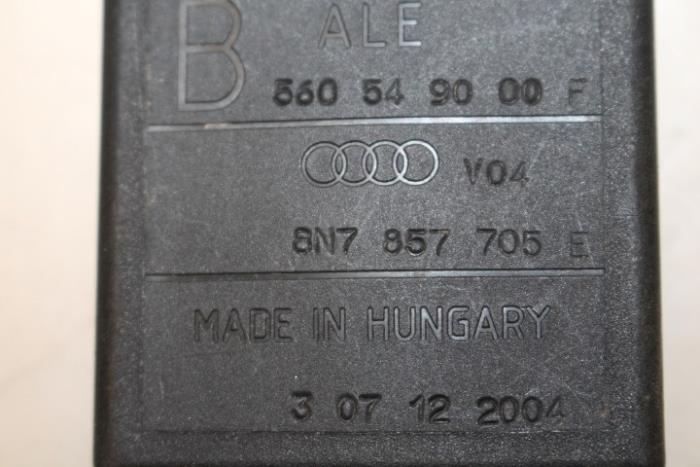 B ALE
560 54 90 00 F
V04
8N7 857 705 E
MADE IN HUNGARY
3 07 12 2004